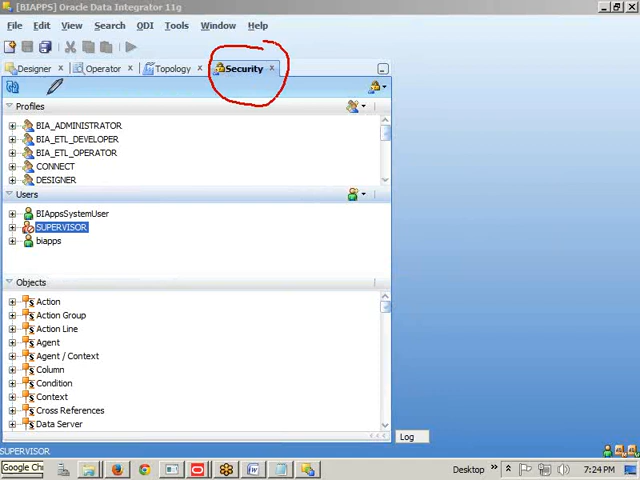 [BIAPPS] Oracle Data Integrator 11g
File Edit View Search ODI Tools Window Help
Designer x Operator x Topology x Security x
Profiles
BIA_ADMINISTRATOR
BIA_ETL_DEVELOPER
BIA_ETL_OPERATOR
CONNECT
DESIGNER
Users
BIAppsSystemUser
SUPERVISOR
biapps
Objects
Action
Action Group
Action Line
Agent
Agent / Context
Column
Condition
Context
Cross References
Data Server
Log
SUPERVISOR
Google Ch
Desktop » 7:24 PM